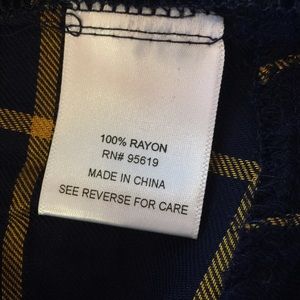 100% RAYON
RN# 95619
MADE IN CHINA
SEE REVERSE FOR CARE